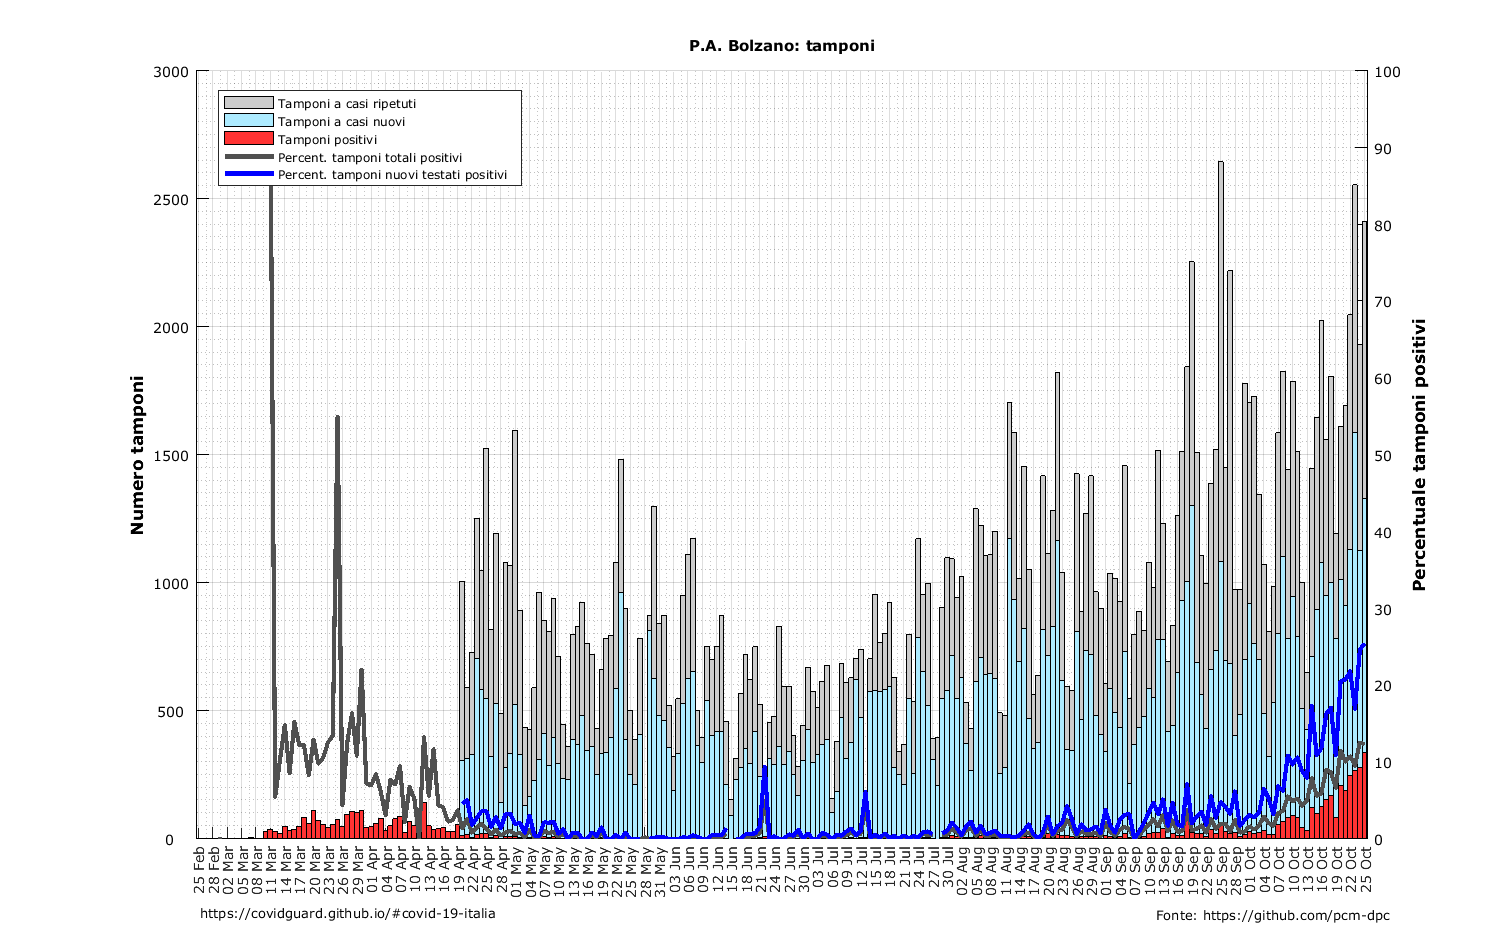 P.A. Bolzano: tamponi
3000
2500
2000
1500
1000
500
0
Numero tamponi
Tamponi a casi ripetuti
Tamponi a casi nuovi
Tamponi positivi
Percent. tamponi totali positivi
Percent. tamponi nuovi testati positivi
100
90
80
70
60
50
40
30
20
10
0
Percentuale tamponi positivi
25 Feb
28 Feb
02 Mar
05 Mar
08 Mar
11 Mar
14 Mar
17 Mar
20 Mar
23 Mar
26 Mar
29 Mar
01 Apr
04 Apr
07 Apr
10 Apr
13 Apr
16 Apr
19 Apr
22 Apr
25 Apr
28 Apr
01 May
04 May
07 May
10 May
13 May
16 May
19 May
22 May
25 May
28 May
31 May
03 Jun
06 Jun
09 Jun
12 Jun
15 Jun
18 Jun
21 Jun
24 Jun
27 Jun
30 Jun
03 Jul
06 Jul
09 Jul
12 Jul
15 Jul
18 Jul
21 Jul
24 Jul
27 Jul
30 Jul
02 Aug
05 Aug
08 Aug
11 Aug
14 Aug
17 Aug
20 Aug
23 Aug
26 Aug
29 Aug
01 Sep
04 Sep
07 Sep
10 Sep
13 Sep
16 Sep
19 Sep
22 Sep
25 Sep
28 Sep
01 Oct
04 Oct
07 Oct
10 Oct
13 Oct
16 Oct
19 Oct
22 Oct
25 Oct
https://covidguard.github.io/#covid-19-italia
Fonte: https://github.com/pcm-dpc